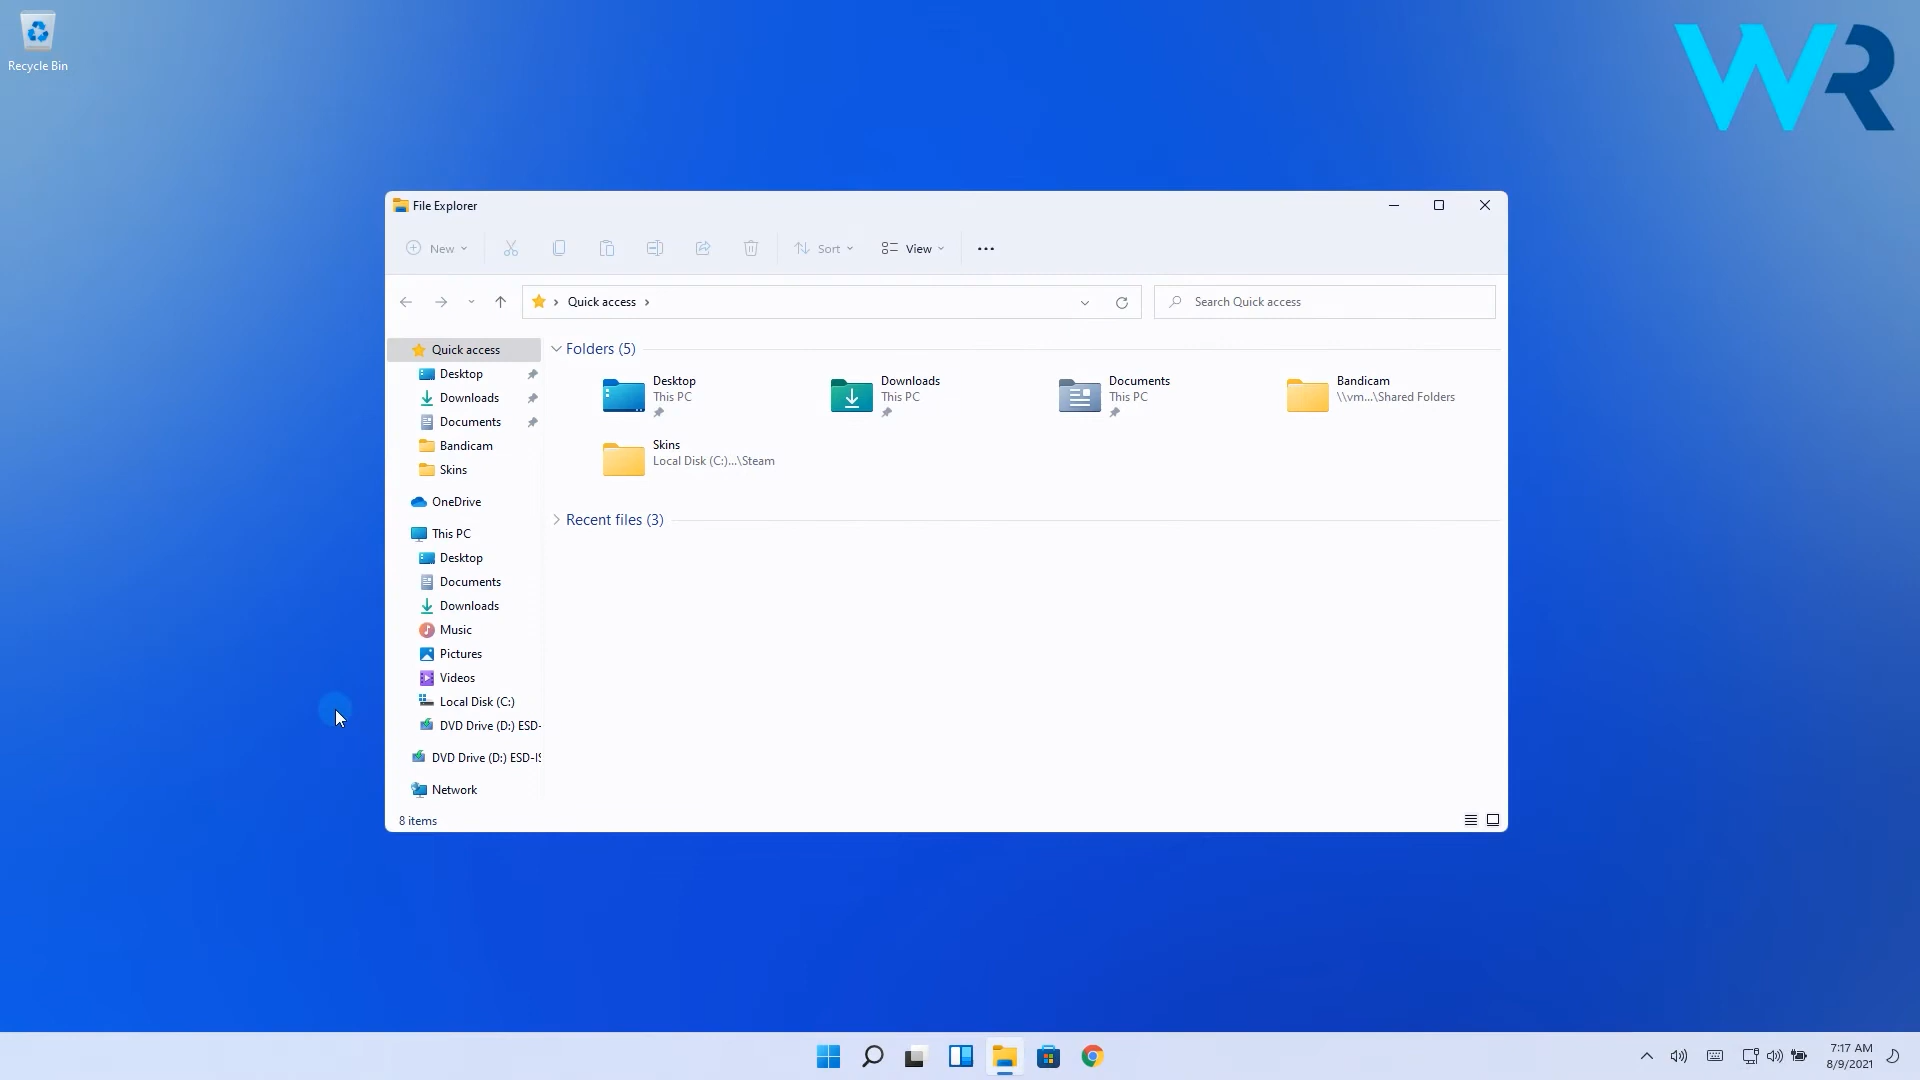 Recycle Bin
WR
File Explorer
New
Sort
View
Quick access
Search Quick access
Quick access
Desktop
Downloads
Documents
Bandicam
Skins
OneDrive
This PC
Desktop
Documents
Downloads
Music
Pictures
Videos
Local Disk (C:)
DVD Drive (D:) ESD-
DVD Drive (D:) ESD-IS
Network
Folders (5)
Desktop
This PC
Downloads
This PC
Documents
This PC
Bandicam
\\vm...\Shared Folders
Skins
Local Disk (C:)...\Steam
Recent files (3)
8 items
7:17 AM
8/9/2021